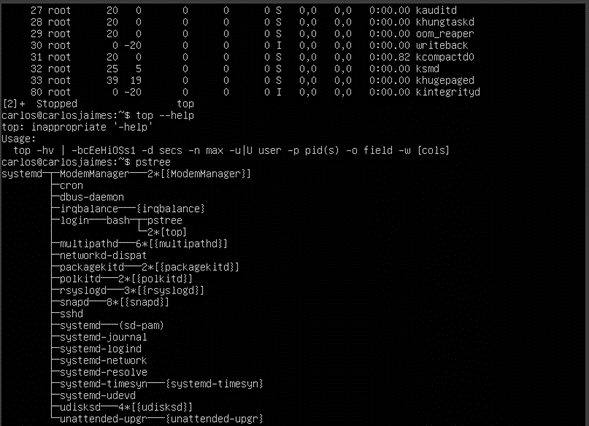 27 root 20 0 0 0 0 S 0,0 0,0 0:00.00 kauditd
28 root 20 0 0 0 0 S 0,0 0,0 0:00.00 khungtaskd
29 root 20 0 0 0 0 S 0,0 0,0 0:00.00 oom_reaper
30 root 0 -20 0 0 0 I 0,0 0,0 0:00.00 writeback
31 root 20 0 0 0 0 S 0,0 0,0 0:00.82 kcompactd0
32 root 25 5 0 0 0 S 0,0 0,0 0:00.00 ksmd
33 root 39 19 0 0 0 S 0,0 0,0 0:00.00 khugepaged
80 root 0 -20 0 0 0 I 0,0 0,0 0:00.00 kintegrityd
[2]+ Stopped top
carlos@carlosjaimes:~$ top --help
top: inappropriate '-help'
Usage:
top -hv | -bcEeHiOSs1 -d secs -n max -u|U user -p pid(s) -o field -w [cols]
carlos@carlosjaimes:~$ pstree
systemd─┬─ModemManager───2*[{ModemManager}]
├─cron
├─dbus-daemon
├─irqbalance───{irqbalance}
├─login───bash─┬─pstree
└─2*[top]
├─multipathd───6*[{multipathd}]
├─networkd-dispat
├─packagekitd───2*[{packagekitd}]
├─polkitd───2*[{polkitd}]
├─rsyslogd───3*[{rsyslogd}]
├─snapd───8*[{snapd}]
├─sshd
├─systemd───(sd-pam)
├─systemd-journal
├─systemd-logind
├─systemd-network
├─systemd-resolve
├─systemd-timesyn───{systemd-timesyn}
├─systemd-udevd
├─udisksd───4*[{udisksd}]
└─unattended-upgr───{unattended-upgr}